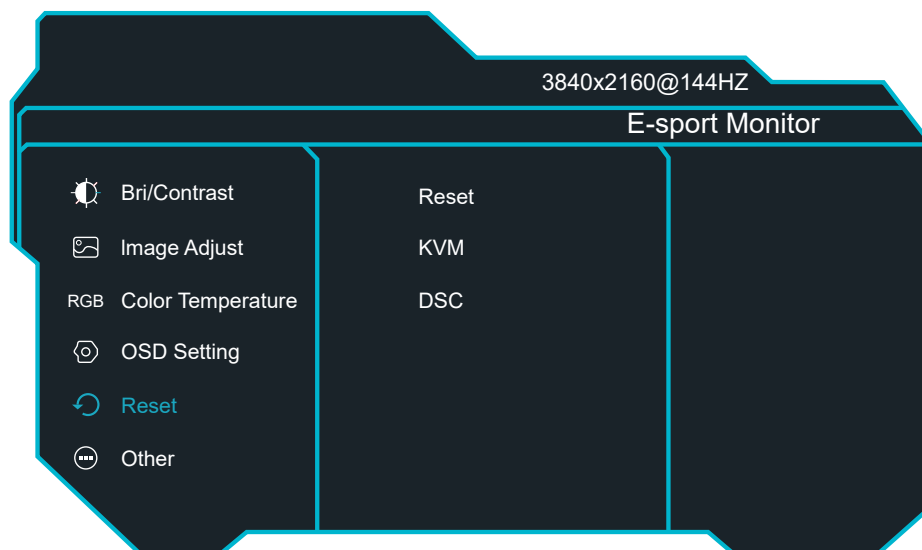 3840x2160@144HZ
E-sport Monitor
Bri/Contrast
Image Adjust
RGB Color Temperature
OSD Setting
Reset
Other
Reset
KVM
DSC